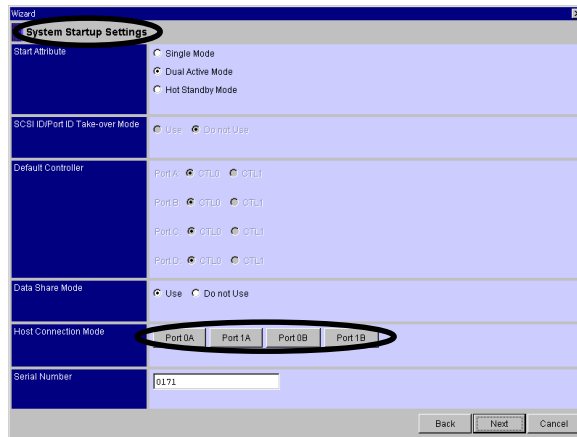 Wizard
System Startup Settings
Start Attribute
Single Mode
Dual Active Mode
Hot Standby Mode
SCSI ID/Port ID Take-over Mode
Use Do not Use
Default Controller
Port A: CTL0 CTL1
Port B: CTL0 CTL1
Port C: CTL0 CTL1
Port D: CTL0 CTL1
Data Share Mode
Use Do not Use
Host Connection Mode
Port 0A Port 1A Port 0B Port 1B
Serial Number
0171
Back Next Cancel